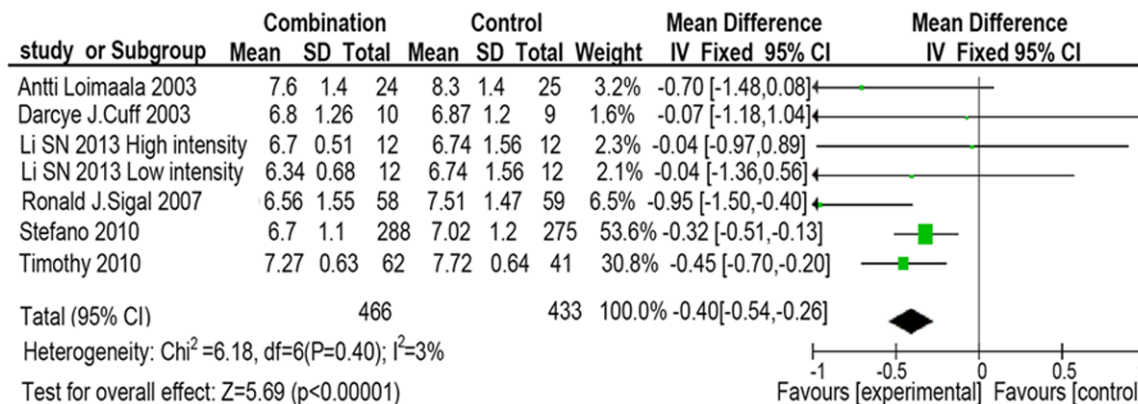 Combination Control Mean Difference Mean Difference
study or Subgroup Mean SD Total Mean SD Total Weight IV Fixed 95% CI IV Fixed 95% CI
Antti Loimaala 2003 7.6 1.4 24 8.3 1.4 25 3.2% -0.70 [-1.48,0.08]
Darcye J.Cuff 2003 6.8 1.26 10 6.87 1.2 9 1.6% -0.07 [-1.18,1.04]
Li SN 2013 High intensity 6.7 0.51 12 6.74 1.56 12 2.3% -0.04 [-0.97,0.89]
Li SN 2013 Low intensity 6.34 0.68 12 6.74 1.56 12 2.1% -0.04 [-1.36,0.56]
Ronald J.Sigal 2007 6.56 1.55 58 7.51 1.47 59 6.5% -0.95 [-1.50,-0.40]
Stefano 2010 6.7 1.1 288 7.02 1.2 275 53.6% -0.32 [-0.51,-0.13]
Timothy 2010 7.27 0.63 62 7.72 0.64 41 30.8% -0.45 [-0.70,-0.20]
Tatal (95% CI) 466 433 100.0% -0.40[-0.54,-0.26]
Heterogeneity: Chi² =6.18, df=6(P=0.40); I²=3%
-1 -0.5 0 0.5
Test for overall effect: Z=5.69 (p<0.00001) Favours [experimental] Favours [control]